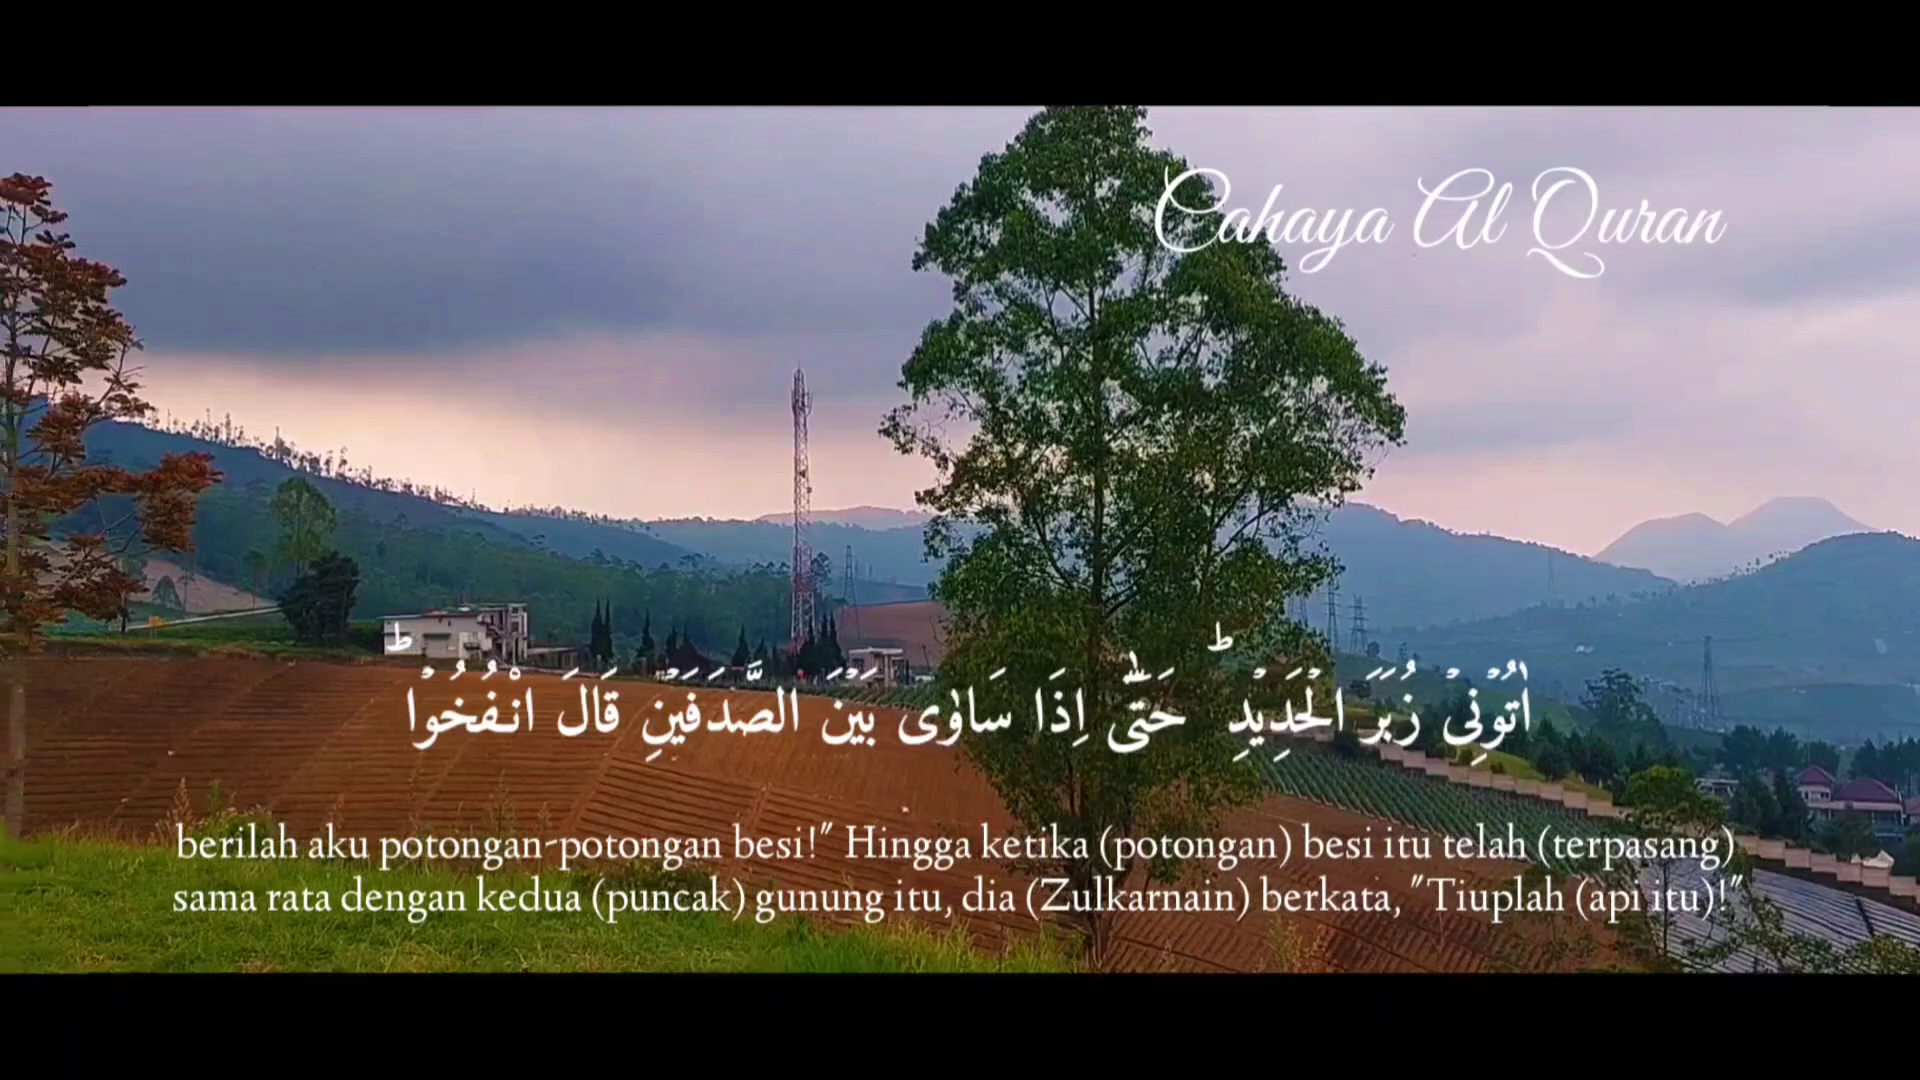 Cahaya Al Quran
اٰتُوْنِيْ زُبَرَ الْحَدِيْدِۗ حَتّٰىٓ اِذَا سَاوٰى بَيْنَ الصَّدَفَيْنِ قَالَ انْفُخُوْاۗ
berilah aku potongan-potongan besi!" Hingga ketika (potongan) besi itu telah (terpasang)
sama rata dengan kedua (puncak) gunung itu, dia (Zulkarnain) berkata, "Tiuplah (api itu)!"